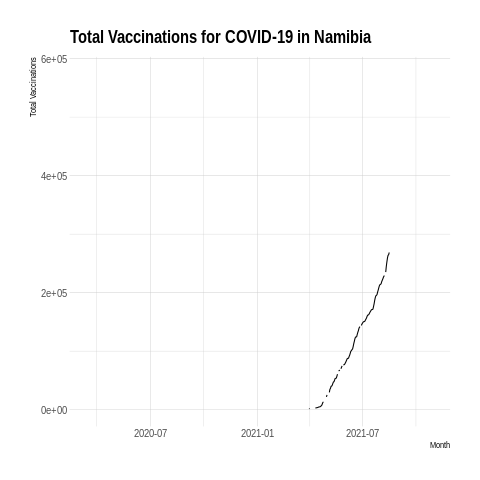 Total Vaccinations for COVID-19 in Namibia
Total Vaccinations
6e+05
4e+05
2e+05
0e+00
2020-07 2021-01 2021-07
Month